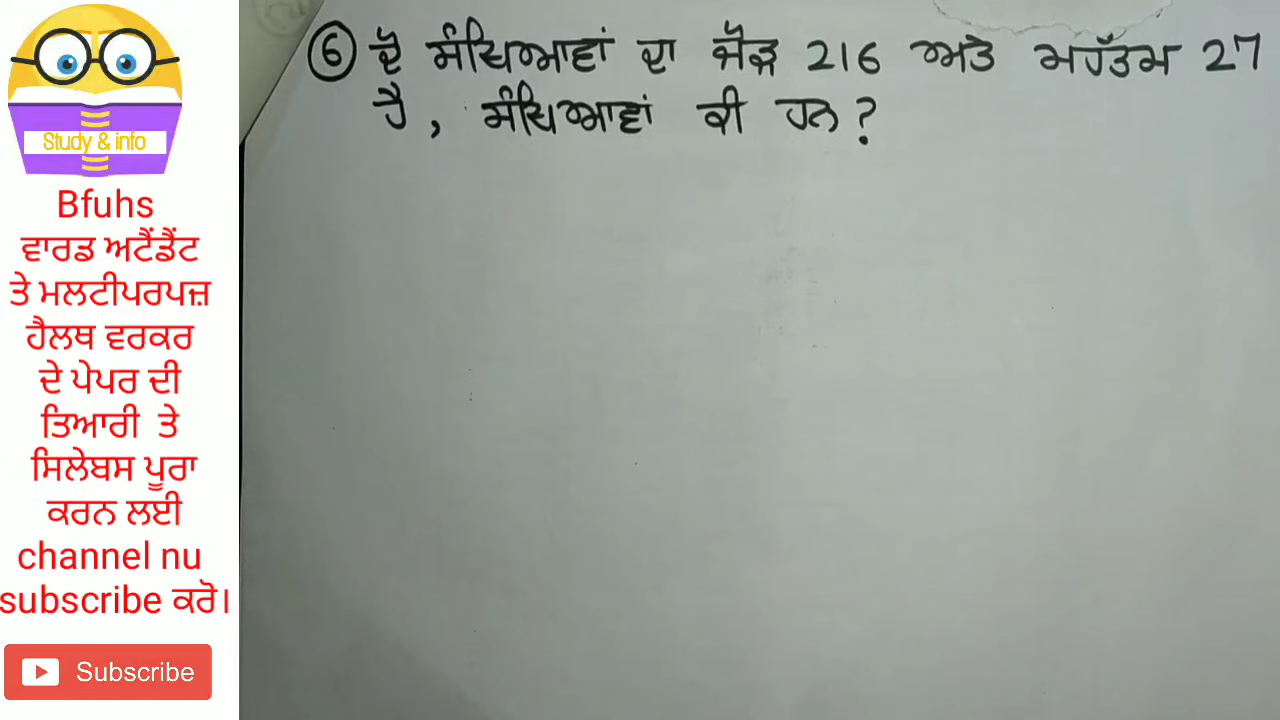 Study & info
Bfuhs
ਵਾਰਡ ਅਟੈਂਡੈਂਟ
ਤੇ ਮਲਟੀਪਰਪਜ਼
ਹੈਲਥ ਵਰਕਰ
ਦੇ ਪੇਪਰ ਦੀ
ਤਿਆਰੀ ਤੇ
ਸਿਲੇਬਸ ਪੂਰਾ
ਕਰਨ ਲਈ
channel nu
subscribe ਕਰੋ।
Subscribe
6 ਦੋ ਸੰਖਿਆਵਾਂ ਦਾ ਜੋੜ 216 ਅਤੇ ਮਹੱਤਮ 27
ਹੈ, ਸੰਖਿਆਵਾਂ ਕੀ ਹਨ?